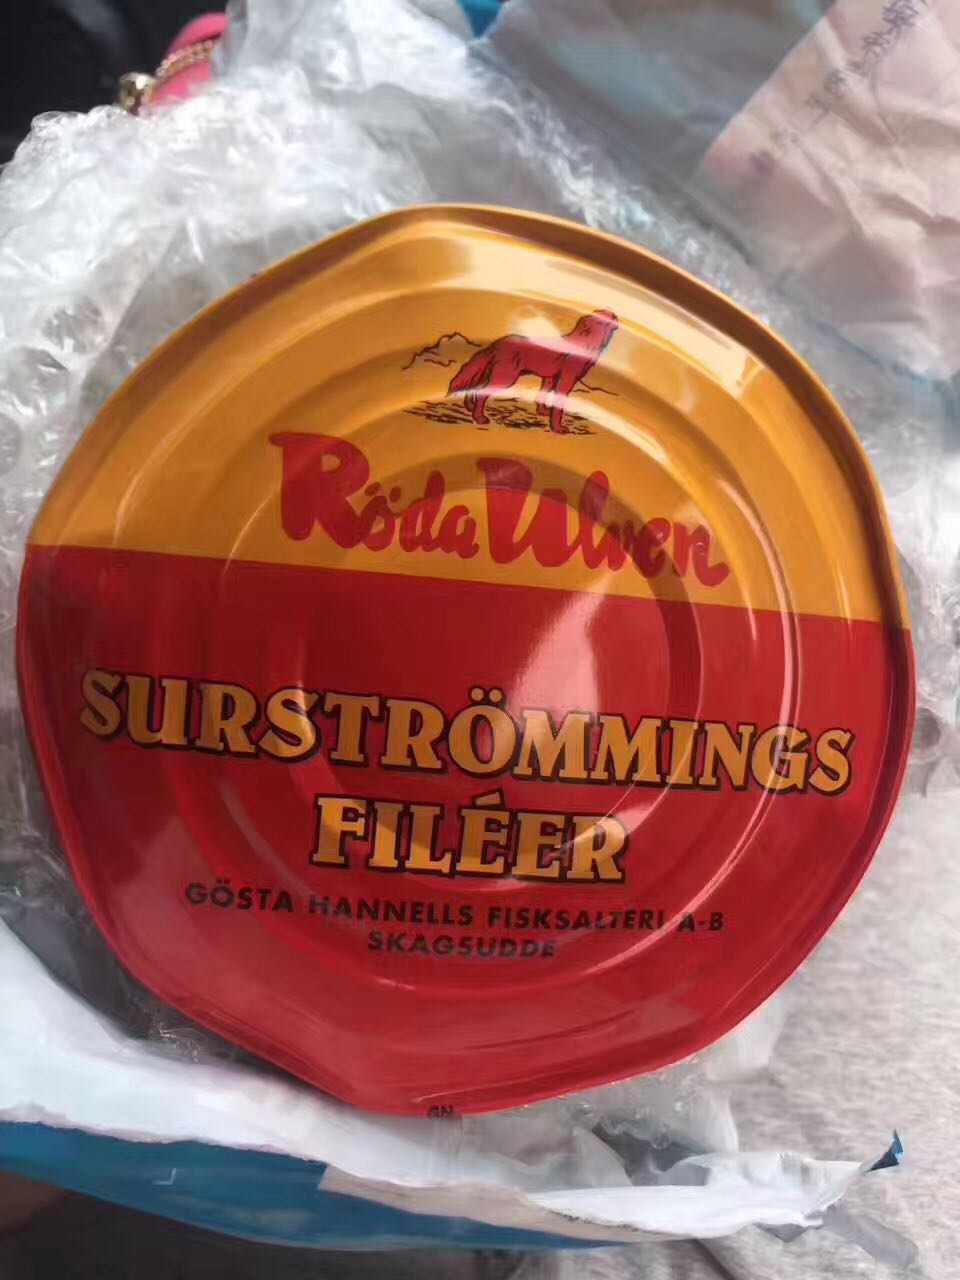 Röda Ulven
SURSTRÖMMINGS
FILÉER
GÖSTA HANNELLS FISKSALTERI A-B
SKAGSUDDE